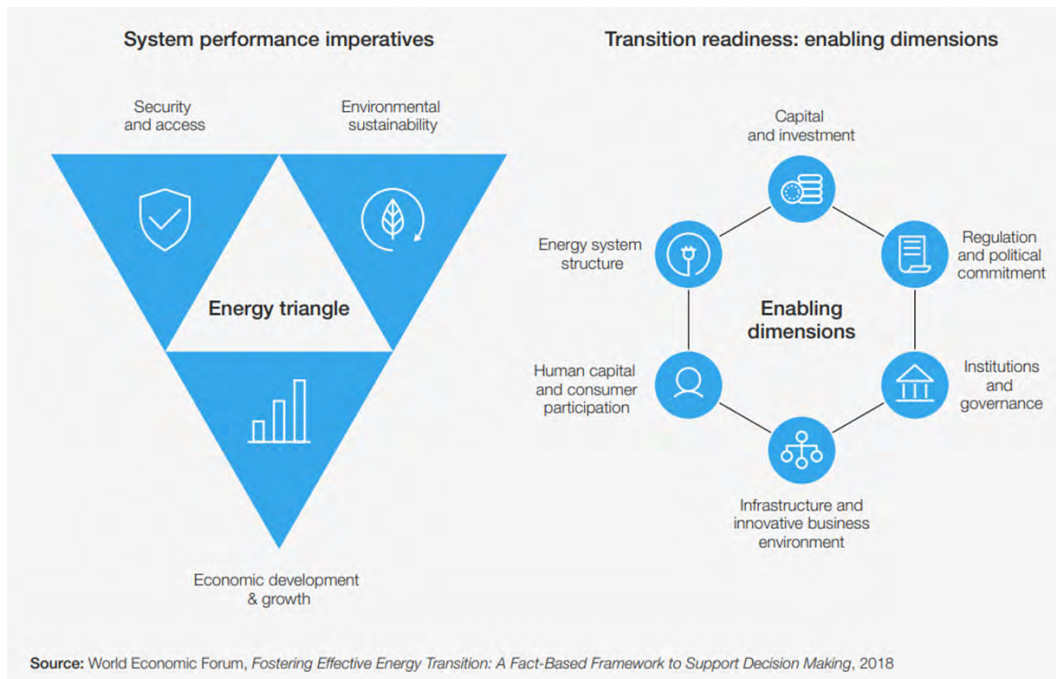 System performance imperatives
Security
and access
Environmental
sustainability
Energy triangle
Economic development
& growth
Transition readiness: enabling dimensions
Capital
and investment
Energy system
structure
Regulation
and political
commitment
Enabling
dimensions
Human capital
and consumer
participation
Institutions
and
governance
Infrastructure and
innovative business
environment
Source: World Economic Forum, Fostering Effective Energy Transition: A Fact-Based Framework to Support Decision Making, 2018